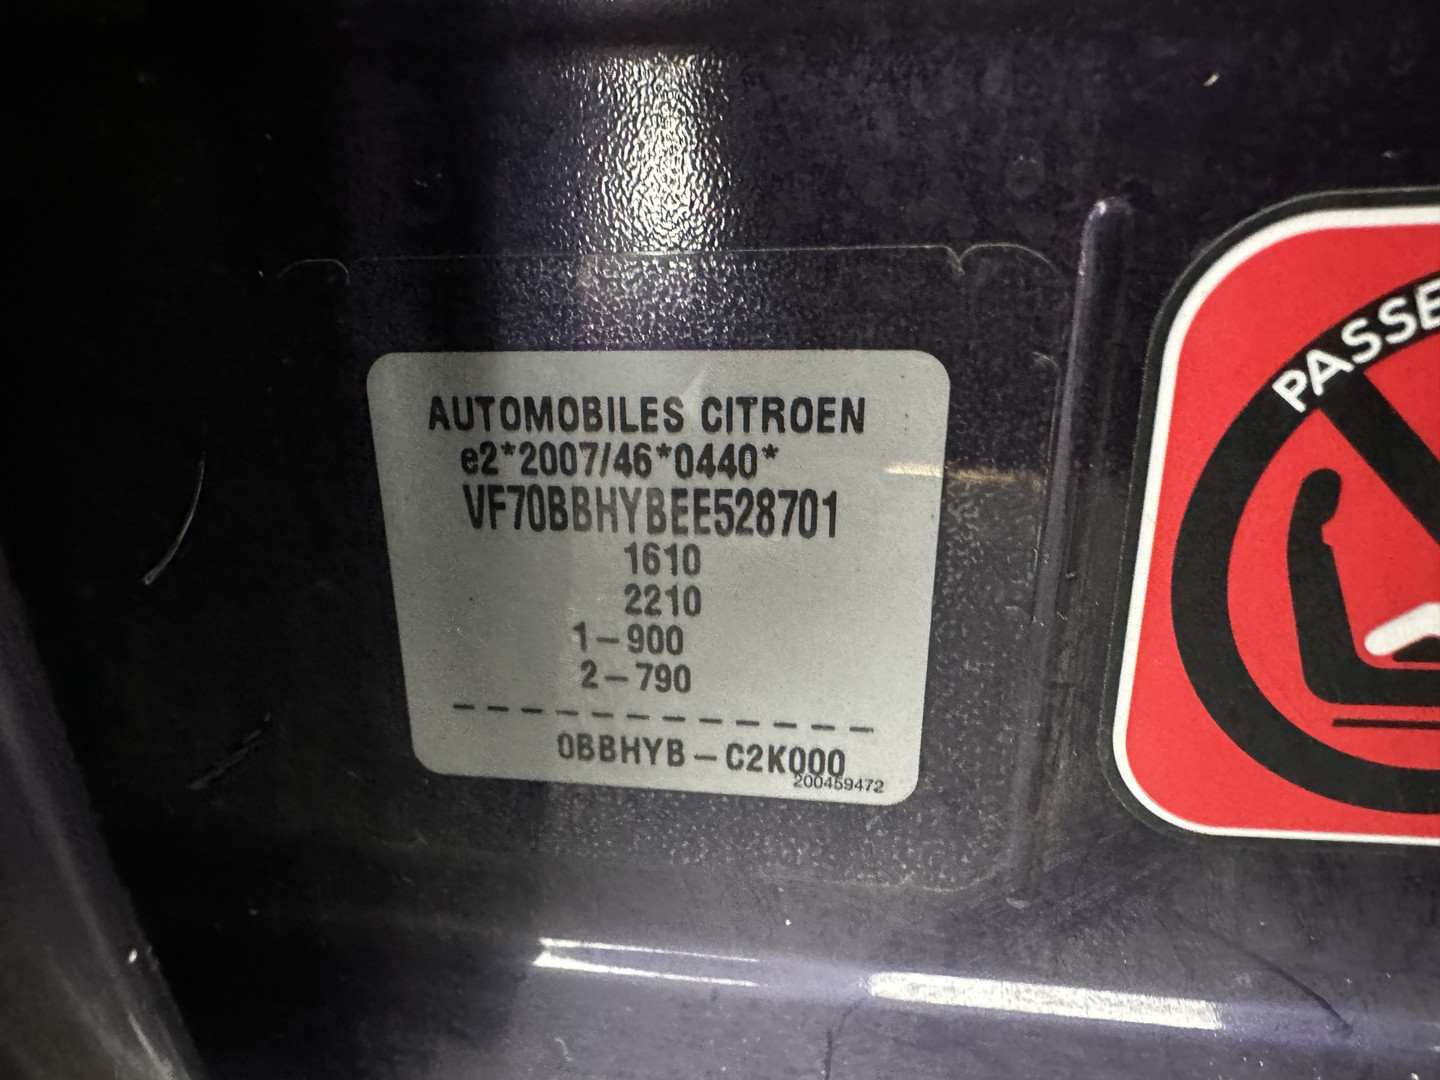 AUTOMOBILES CITROEN
e2*2007/46*0440*
VF70BBHYBEE528701
1610
2210
1-900
2-790
------------
0BBHYB-C2K000
200459472
PASSE